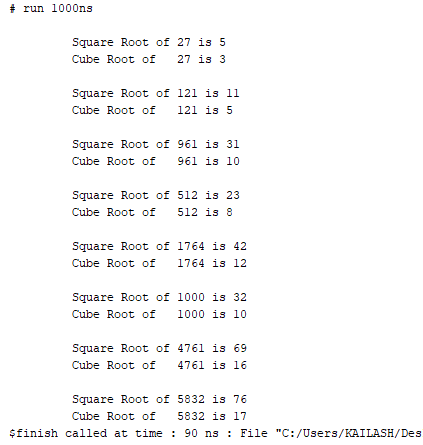 # run 1000ns
Square Root of 27 is 5
Cube Root of 27 is 3
Square Root of 121 is 11
Cube Root of 121 is 5
Square Root of 961 is 31
Cube Root of 961 is 10
Square Root of 512 is 23
Cube Root of 512 is 8
Square Root of 1764 is 42
Cube Root of 1764 is 12
Square Root of 1000 is 32
Cube Root of 1000 is 10
Square Root of 4761 is 69
Cube Root of 4761 is 16
Square Root of 5832 is 76
Cube Root of 5832 is 17
$finish called at time : 90 ns : File "C:/Users/KAILASH/Des